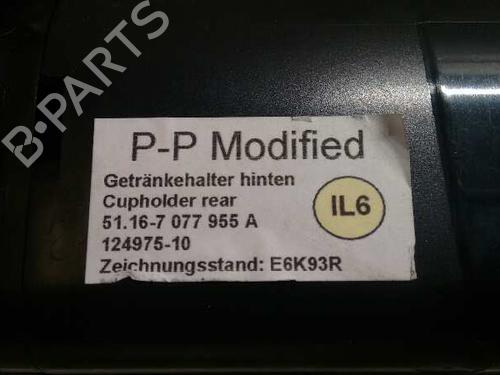 B-PARTS
P-P Modified
Getränkehalter hinten
Cupholder rear
51.16-7 077 955 A
124975-10
Zeichnungsstand: E6K93R
IL6